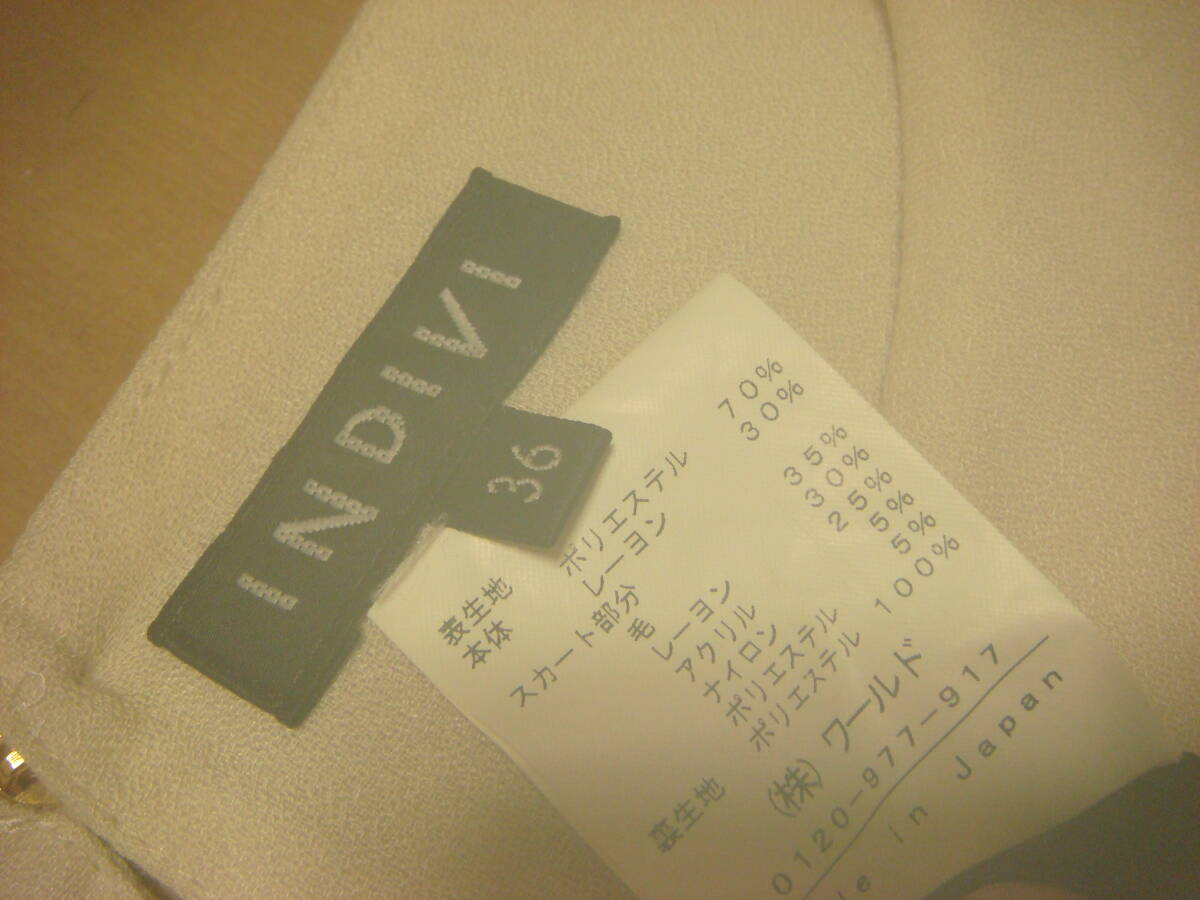 INDIVI
36
表生地
本体 ポリエステル 70%
レーヨン 30%
スカート部分
毛 35%
レーヨン 30%
アクリル 25%
ナイロン 5%
ポリエステル 5%
裏生地 ポリエステル 100%
(株) ワールド
0120-977-917
in Japan